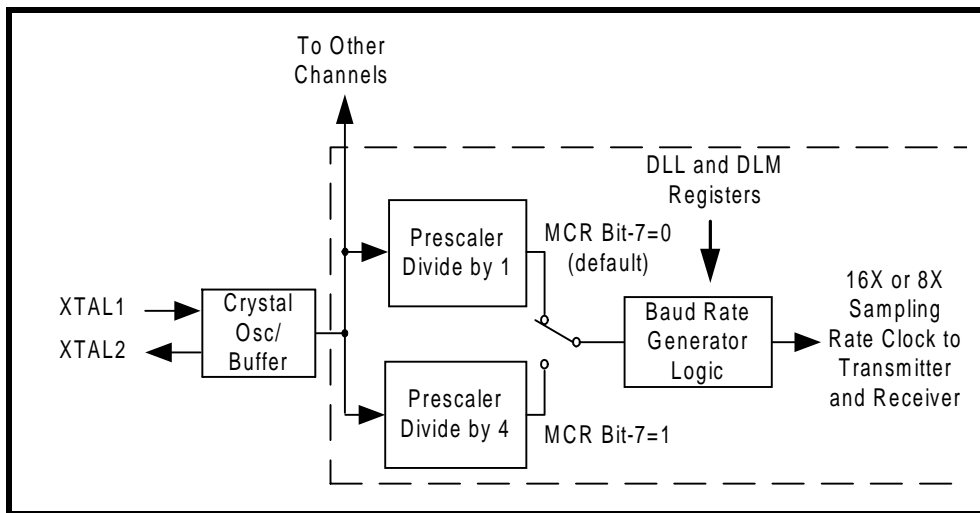 To Other
Channels
DLL and DLM
Registers
Prescaler
Divide by 1
MCR Bit-7=0
(default)
XTAL1
XTAL2
Crystal
Osc/
Buffer
Baud Rate
Generator
Logic
16X or 8X
Sampling
Rate Clock to
Transmitter
and Receiver
Prescaler
Divide by 4
MCR Bit-7=1